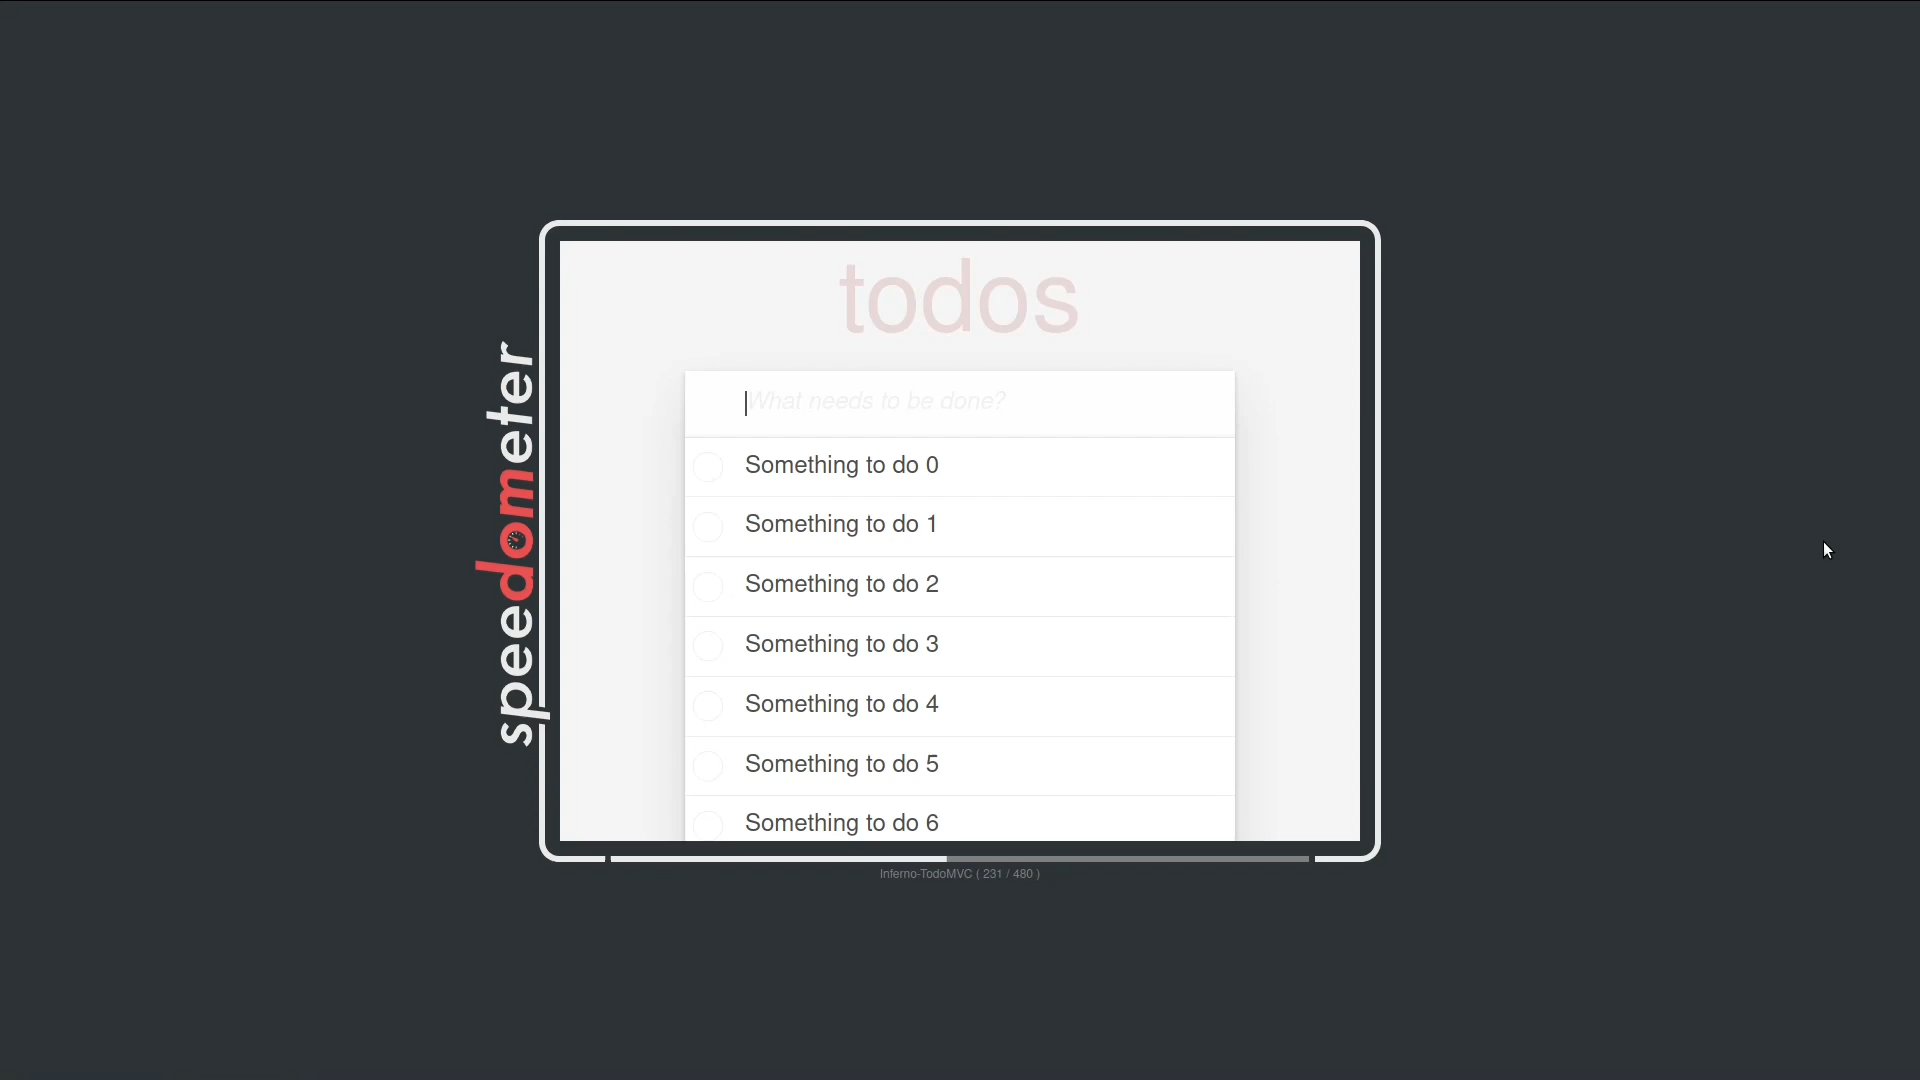 speedometer
todos
What needs to be done?
Something to do 0
Something to do 1
Something to do 2
Something to do 3
Something to do 4
Something to do 5
Something to do 6
Inferno-TodoMVC ( 231 / 480 )